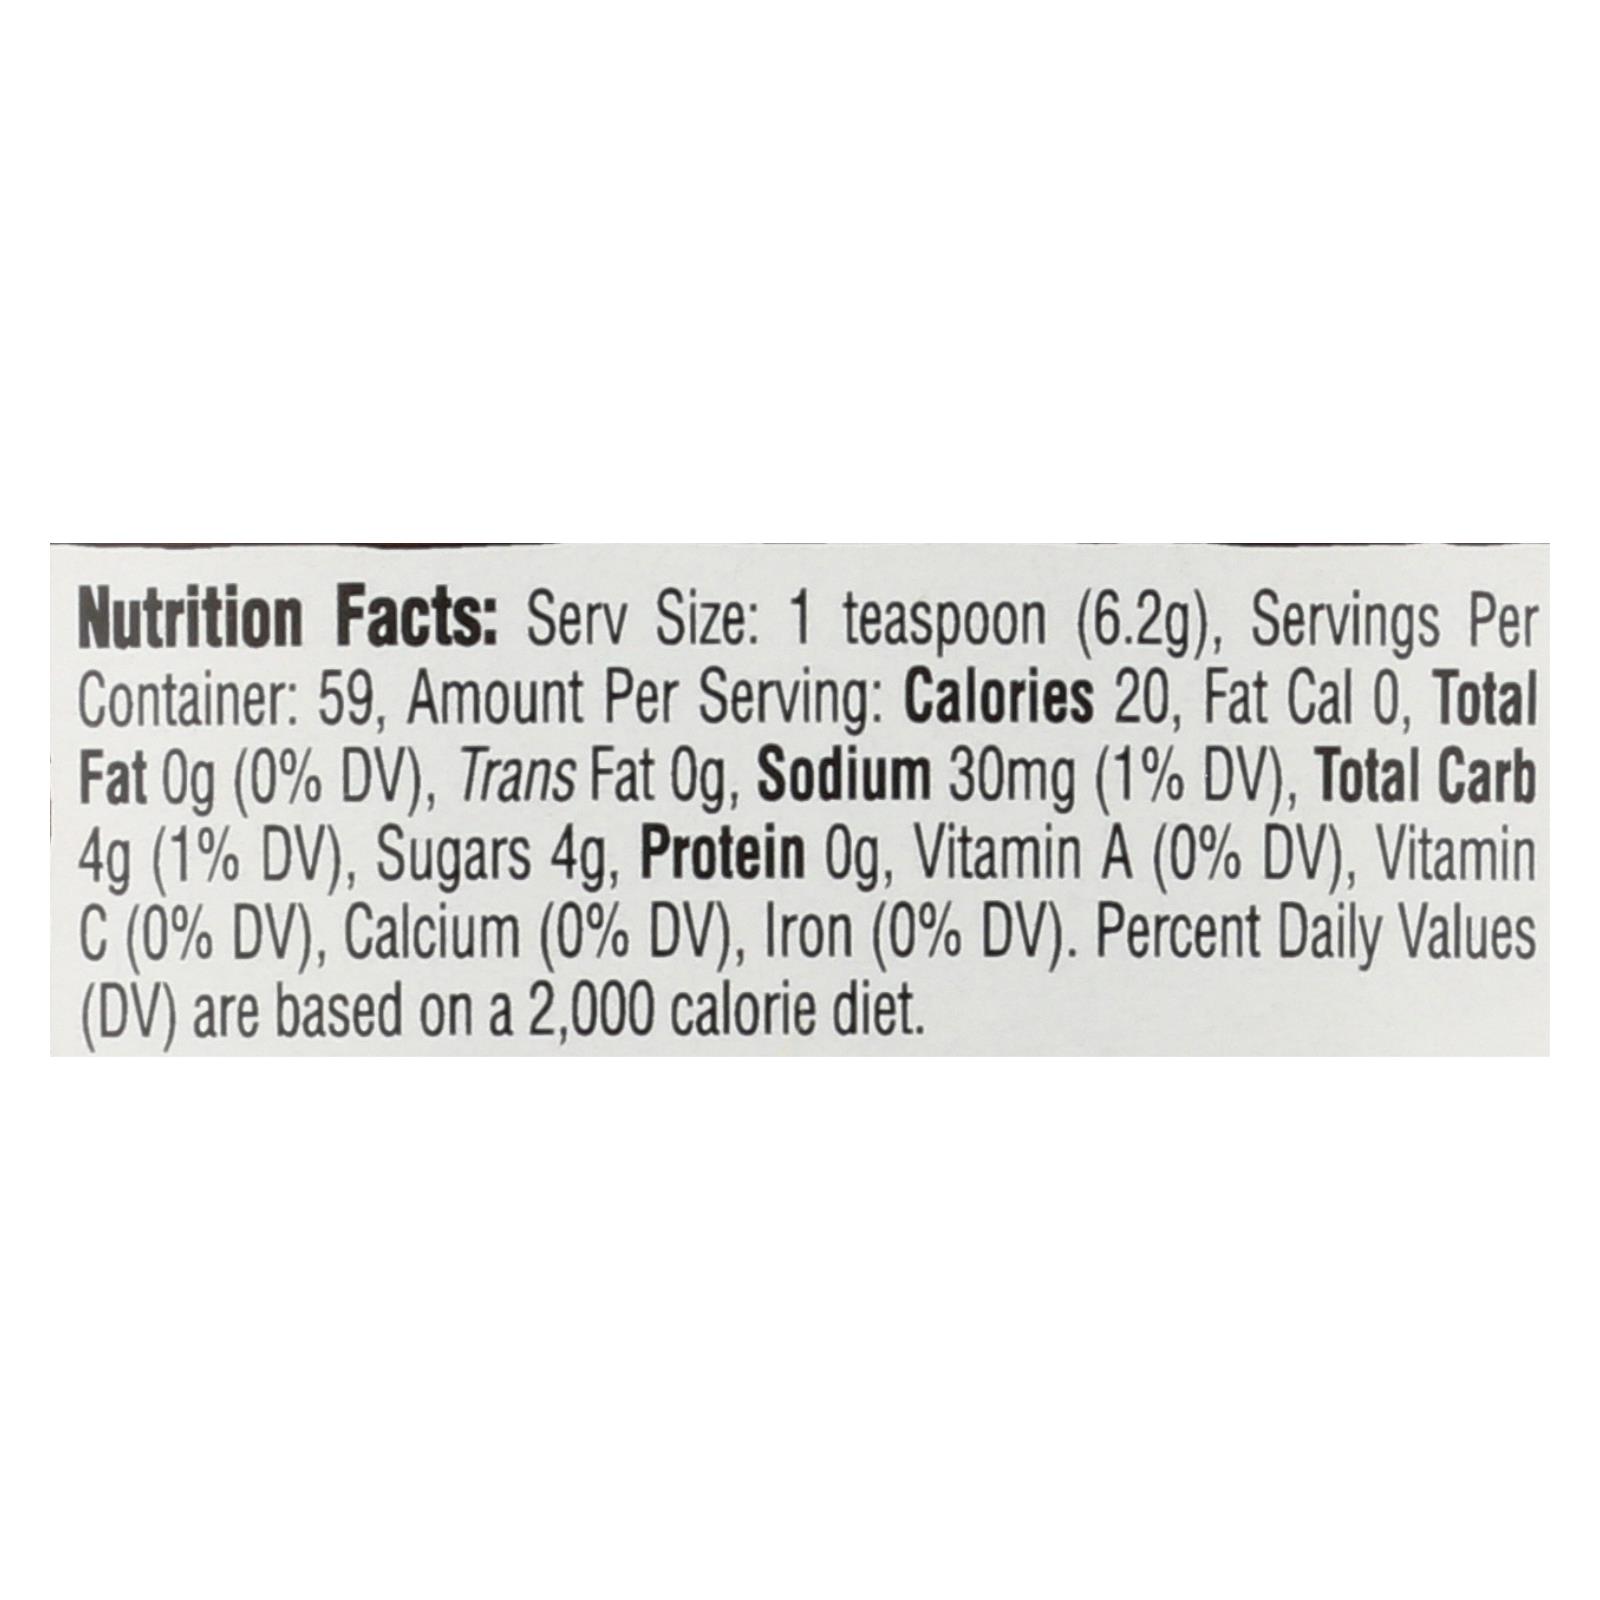 Nutrition Facts: Serv Size: 1 teaspoon (6.2g), Servings Per
Container: 59, Amount Per Serving: Calories 20, Fat Cal 0, Total
Fat 0g (0% DV), Trans Fat 0g, Sodium 30mg (1% DV), Total Carb
4g (1% DV), Sugars 4g, Protein 0g, Vitamin A (0% DV), Vitamin
C (0% DV), Calcium (0% DV), Iron (0% DV). Percent Daily Values
(DV) are based on a 2,000 calorie diet.